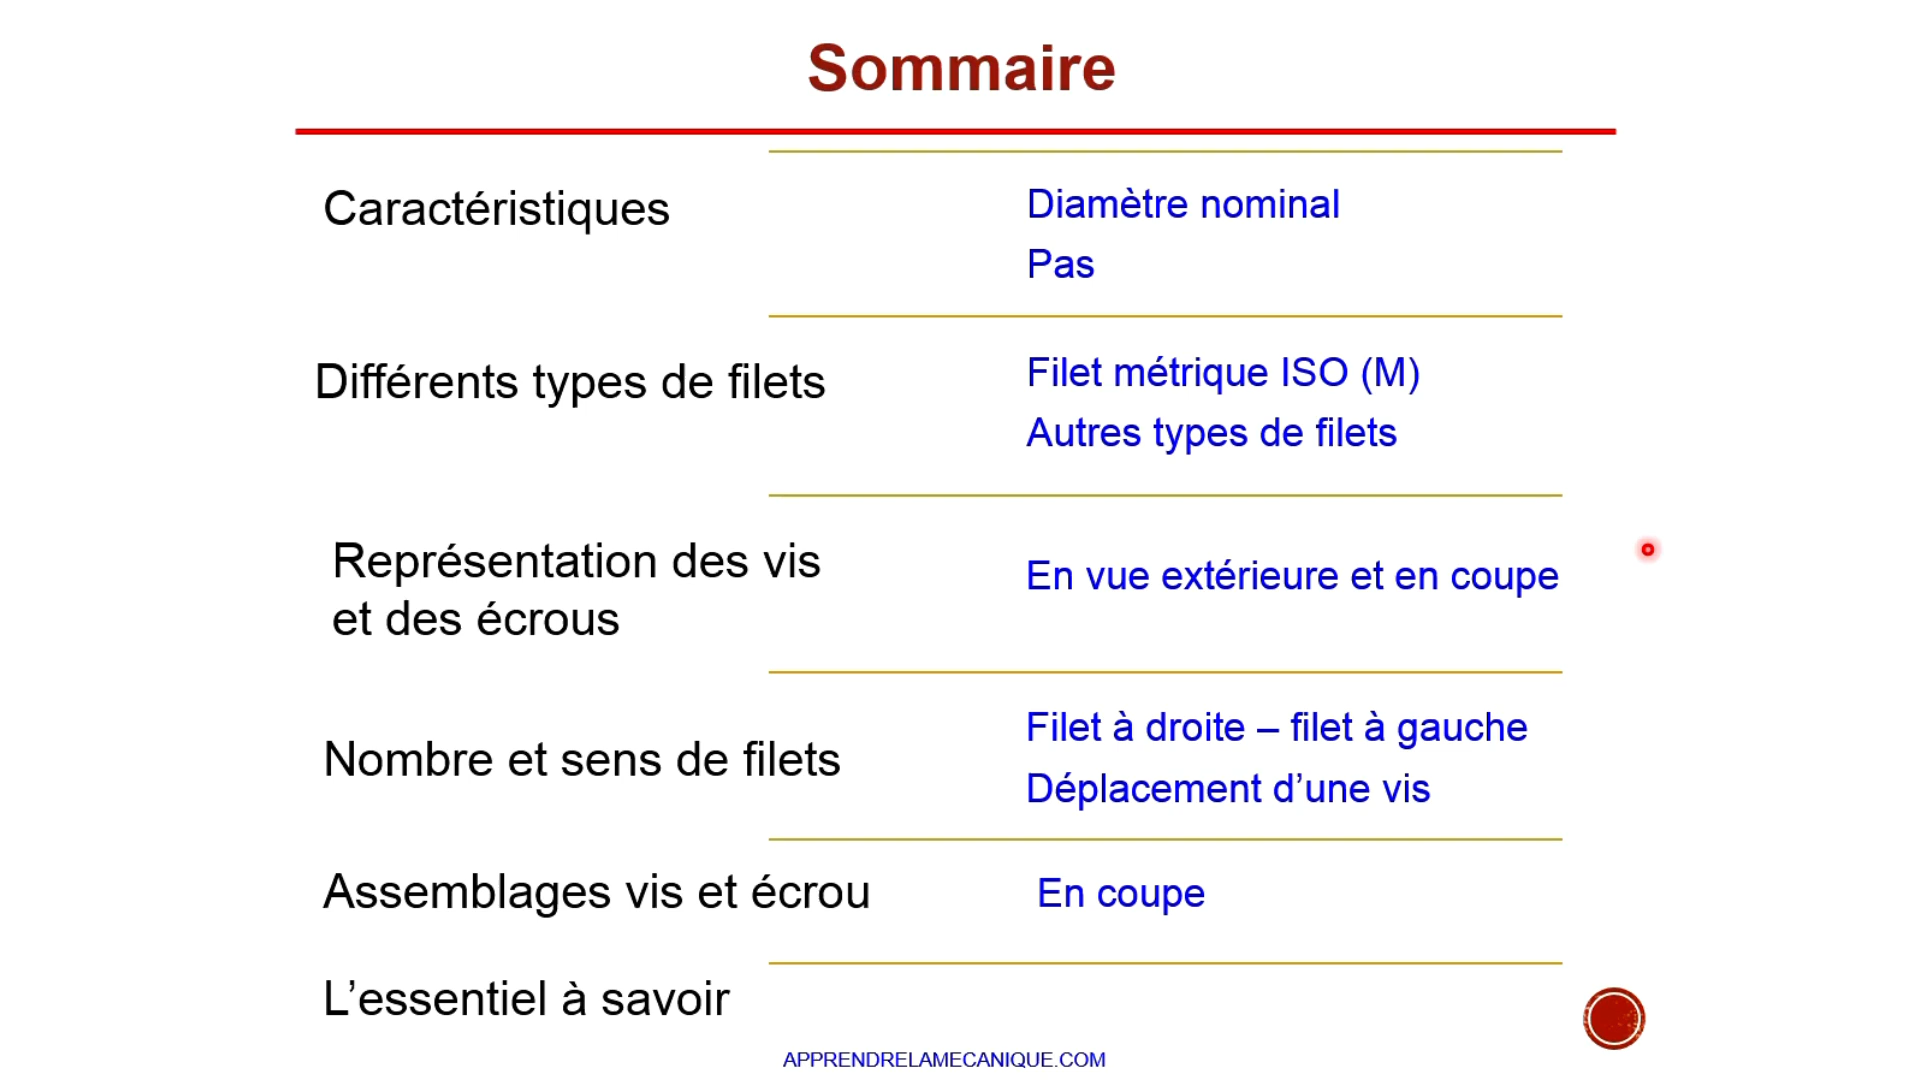 Sommaire
Caractéristiques
Diamètre nominal
Pas
Différents types de filets
Filet métrique ISO (M)
Autres types de filets
Représentation des vis
et des écrous
En vue extérieure et en coupe
Nombre et sens de filets
Filet à droite – filet à gauche
Déplacement d’une vis
Assemblages vis et écrou
En coupe
L’essentiel à savoir
APPRENDRELAMECANIQUE.COM